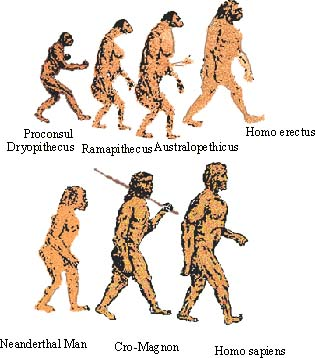 Proconsul
Dryopithecus
Ramapithecus
Australopethicus
Homo erectus
Neanderthal Man
Cro-Magnon
Homo sapiens